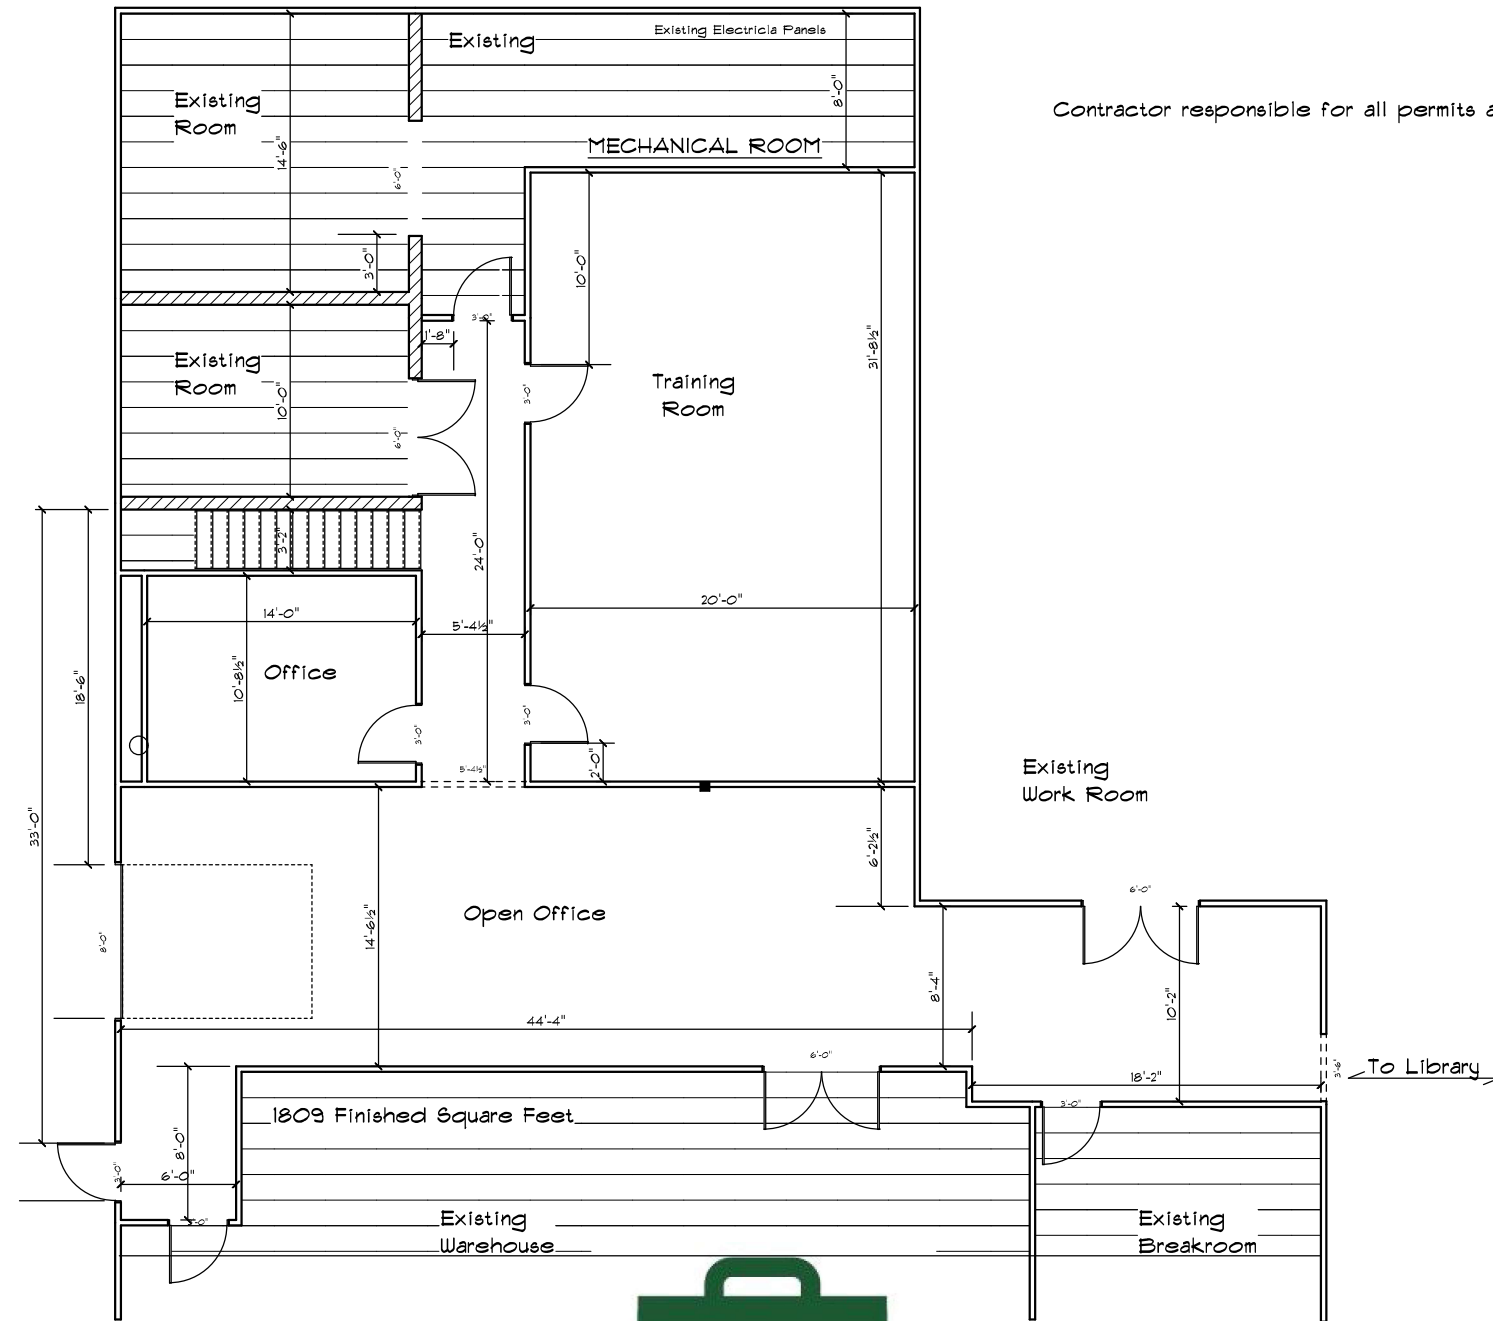 Existing
Existing Electricla Panels
8'-0"
Existing
Room
Contractor responsible for all permits a
14'-6"
MECHANICAL ROOM
6'-0"
3'-0"
10'-0"
3'-0"
1'-8"
31'-8½"
Existing
Room
10'-0"
Training
Room
3'-0"
6'-0"
3'-2"
24'-0"
20'-0"
14'-0"
5'-4½"
Office
10'-8½"
18'-6"
3'-0"
3'-0"
5'-4½"
2'-0"
Existing
Work Room
33'-0"
6'-2½"
6'-0"
Open Office
14'-6½"
8'-0"
8'-4"
10'-2"
44'-4"
6'-0"
3'-6"
To Library
18'-2"
3'-0"
1809 Finished Square Feet
8'-0"
3'-0"
6'-0"
Existing
Warehouse
Existing
Breakroom